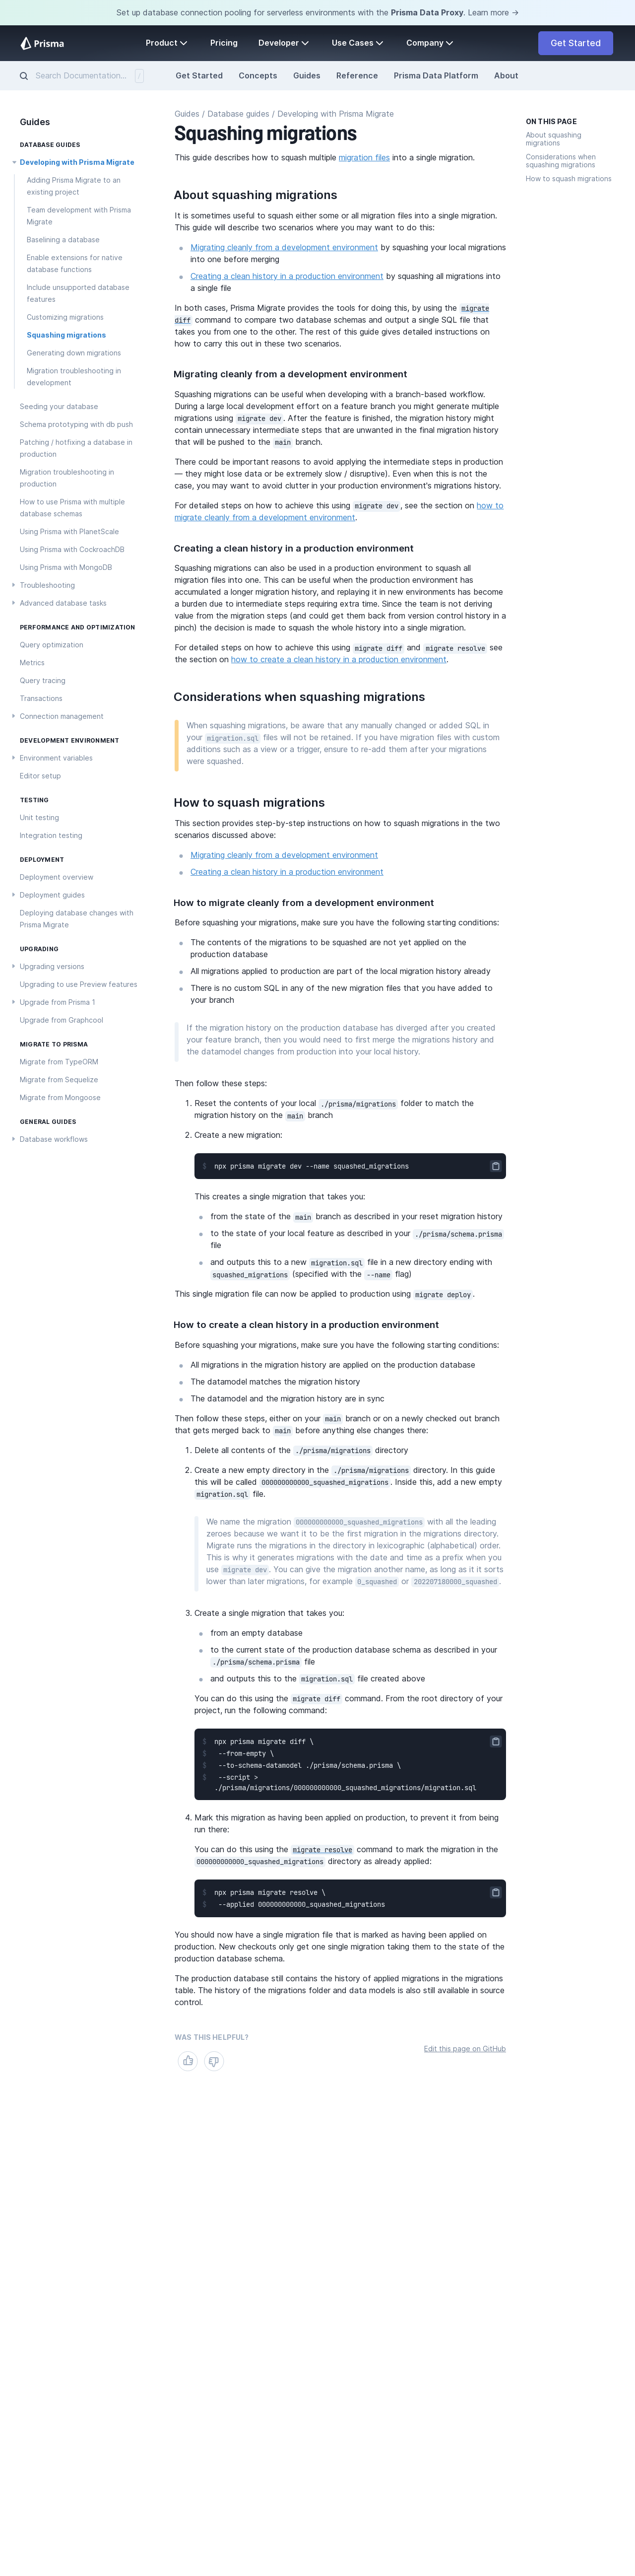 Set up database connection pooling for serverless environments with the Prisma Data Proxy. Learn more →
Prisma
Product
Pricing
Developer
Use Cases
Company
Get Started
Search Documentation...
/
Get Started
Concepts
Guides
Reference
Prisma Data Platform
About
Guides
DATABASE GUIDES
Developing with Prisma Migrate
Adding Prisma Migrate to an
existing project
Team development with Prisma
Migrate
Baselining a database
Enable extensions for native
database functions
Include unsupported database
features
Customizing migrations
Squashing migrations
Generating down migrations
Migration troubleshooting in
development
Seeding your database
Schema prototyping with db push
Patching / hotfixing a database in
production
Migration troubleshooting in
production
How to use Prisma with multiple
database schemas
Using Prisma with PlanetScale
Using Prisma with CockroachDB
Using Prisma with MongoDB
Troubleshooting
Advanced database tasks
PERFORMANCE AND OPTIMIZATION
Query optimization
Metrics
Query tracing
Transactions
Connection management
DEVELOPMENT ENVIRONMENT
Environment variables
Editor setup
TESTING
Unit testing
Integration testing
DEPLOYMENT
Deployment overview
Deployment guides
Deploying database changes with
Prisma Migrate
UPGRADING
Upgrading versions
Upgrading to use Preview features
Upgrade from Prisma 1
Upgrade from Graphcool
MIGRATE TO PRISMA
Migrate from TypeORM
Migrate from Sequelize
Migrate from Mongoose
GENERAL GUIDES
Database workflows
Guides / Database guides / Developing with Prisma Migrate
Squashing migrations
This guide describes how to squash multiple migration files into a single migration.
About squashing migrations
It is sometimes useful to squash either some or all migration files into a single migration.
This guide will describe two scenarios where you may want to do this:
Migrating cleanly from a development environment by squashing your local migrations
into one before merging
Creating a clean history in a production environment by squashing all migrations into
a single file
In both cases, Prisma Migrate provides the tools for doing this, by using the migrate
diff command to compare two database schemas and output a single SQL file that
takes you from one to the other. The rest of this guide gives detailed instructions on
how to carry this out in these two scenarios.
Migrating cleanly from a development environment
Squashing migrations can be useful when developing with a branch-based workflow.
During a large local development effort on a feature branch you might generate multiple
migrations using migrate dev. After the feature is finished, the migration history might
contain unnecessary intermediate steps that are unwanted in the final migration history
that will be pushed to the main branch.
There could be important reasons to avoid applying the intermediate steps in production
— they might lose data or be extremely slow / disruptive). Even when this is not the
case, you may want to avoid clutter in your production environment's migrations history.
For detailed steps on how to achieve this using migrate dev, see the section on how to
migrate cleanly from a development environment.
Creating a clean history in a production environment
Squashing migrations can also be used in a production environment to squash all
migration files into one. This can be useful when the production environment has
accumulated a longer migration history, and replaying it in new environments has become
a burden due to intermediate steps requiring extra time. Since the team is not deriving
value from the migration steps (and could get them back from version control history in a
pinch) the decision is made to squash the whole history into a single migration.
For detailed steps on how to achieve this using migrate diff and migrate resolve see
the section on how to create a clean history in a production environment.
Considerations when squashing migrations
When squashing migrations, be aware that any manually changed or added SQL in
your migration.sql files will not be retained. If you have migration files with custom
additions such as a view or a trigger, ensure to re-add them after your migrations
were squashed.
How to squash migrations
This section provides step-by-step instructions on how to squash migrations in the two
scenarios discussed above:
Migrating cleanly from a development environment
Creating a clean history in a production environment
How to migrate cleanly from a development environment
Before squashing your migrations, make sure you have the following starting conditions:
The contents of the migrations to be squashed are not yet applied on the
production database
All migrations applied to production are part of the local migration history already
There is no custom SQL in any of the new migration files that you have added to
your branch
If the migration history on the production database has diverged after you created
your feature branch, then you would need to first merge the migrations history and
the datamodel changes from production into your local history.
Then follow these steps:
1. Reset the contents of your local ./prisma/migrations folder to match the
migration history on the main branch
2. Create a new migration:
$ npx prisma migrate dev --name squashed_migrations
This creates a single migration that takes you:
from the state of the main branch as described in your reset migration history
to the state of your local feature as described in your ./prisma/schema.prisma
file
and outputs this to a new migration.sql file in a new directory ending with
squashed_migrations (specified with the --name flag)
This single migration file can now be applied to production using migrate deploy.
How to create a clean history in a production environment
Before squashing your migrations, make sure you have the following starting conditions:
All migrations in the migration history are applied on the production database
The datamodel matches the migration history
The datamodel and the migration history are in sync
Then follow these steps, either on your main branch or on a newly checked out branch
that gets merged back to main before anything else changes there:
1. Delete all contents of the ./prisma/migrations directory
2. Create a new empty directory in the ./prisma/migrations directory. In this guide
this will be called 000000000000_squashed_migrations. Inside this, add a new empty
migration.sql file.
We name the migration 000000000000_squashed_migrations with all the leading
zeroes because we want it to be the first migration in the migrations directory.
Migrate runs the migrations in the directory in lexicographic (alphabetical) order.
This is why it generates migrations with the date and time as a prefix when you
use migrate dev. You can give the migration another name, as long as it it sorts
lower than later migrations, for example 0_squashed or 202207180000_squashed.
3. Create a single migration that takes you:
from an empty database
to the current state of the production database schema as described in your
./prisma/schema.prisma file
and outputs this to the migration.sql file created above
You can do this using the migrate diff command. From the root directory of your
project, run the following command:
$ npx prisma migrate diff \
$ --from-empty \
$ --to-schema-datamodel ./prisma/schema.prisma \
$ --script >
./prisma/migrations/000000000000_squashed_migrations/migration.sql
4. Mark this migration as having been applied on production, to prevent it from being
run there:
You can do this using the migrate resolve command to mark the migration in the
000000000000_squashed_migrations directory as already applied:
$ npx prisma migrate resolve \
$ --applied 000000000000_squashed_migrations
You should now have a single migration file that is marked as having been applied on
production. New checkouts only get one single migration taking them to the state of the
production database schema.
The production database still contains the history of applied migrations in the migrations
table. The history of the migrations folder and data models is also still available in source
control.
WAS THIS HELPFUL?
Edit this page on GitHub
ON THIS PAGE
About squashing
migrations
Considerations when
squashing migrations
How to squash migrations